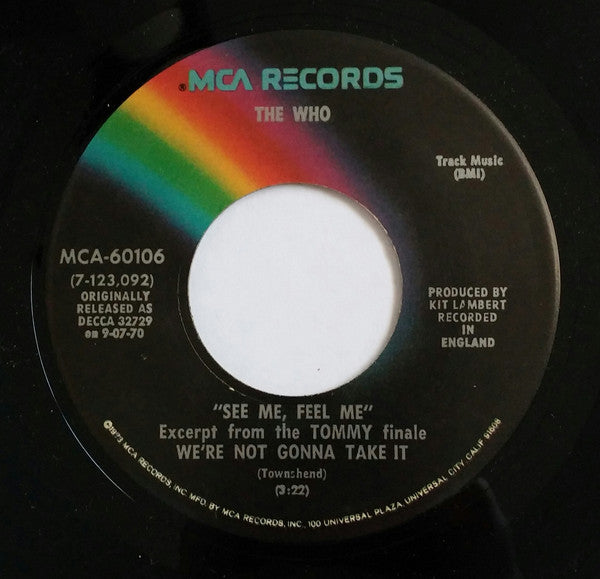 ®MCA RECORDS
THE WHO
Track Music
(BMI)
MCA-60106
(7-123,092)
ORIGINALLY
RELEASED AS
DECCA 32729
on 9-07-70
PRODUCED BY
KIT LAMBERT
RECORDED
IN
ENGLAND
"SEE ME, FEEL ME"
Excerpt from the TOMMY finale
WE'RE NOT GONNA TAKE IT
(Townshend)
(3:22)
©1973 MCA RECORDS, INC. MFD. BY MCA RECORDS, INC., 100 UNIVERSAL PLAZA, UNIVERSAL CITY, CALIF. 91608